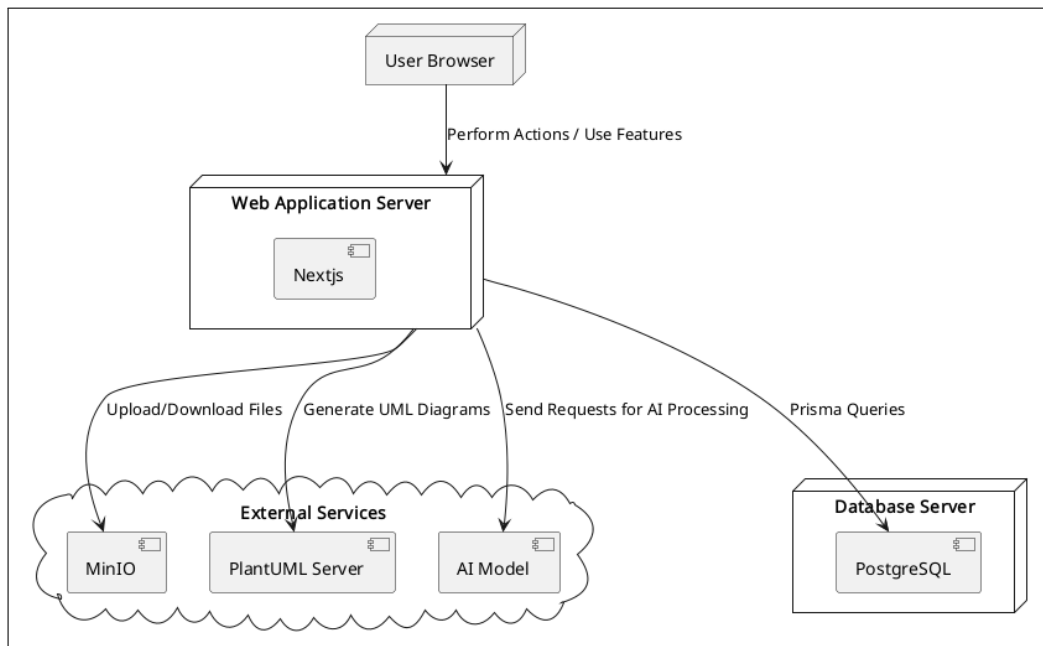 User Browser
Perform Actions / Use Features
Web Application Server
Nextjs
Upload/Download Files
Generate UML Diagrams
Send Requests for AI Processing
Prisma Queries
External Services
Database Server
MinIO
PlantUML Server
AI Model
PostgreSQL